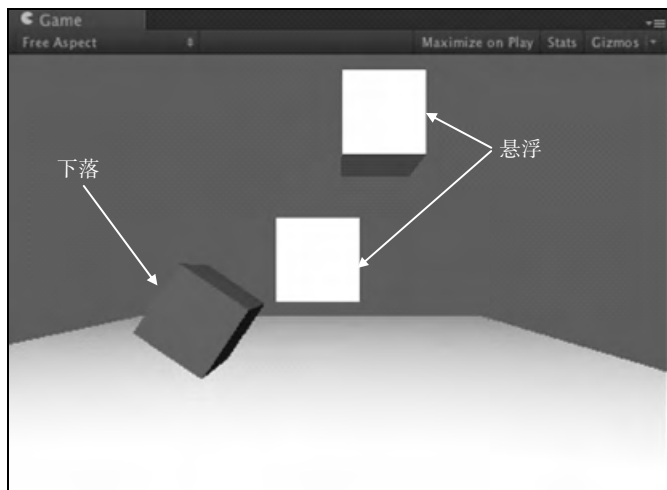 Game
Free Aspect
Maximize on Play Stats Gizmos
悬浮
下落